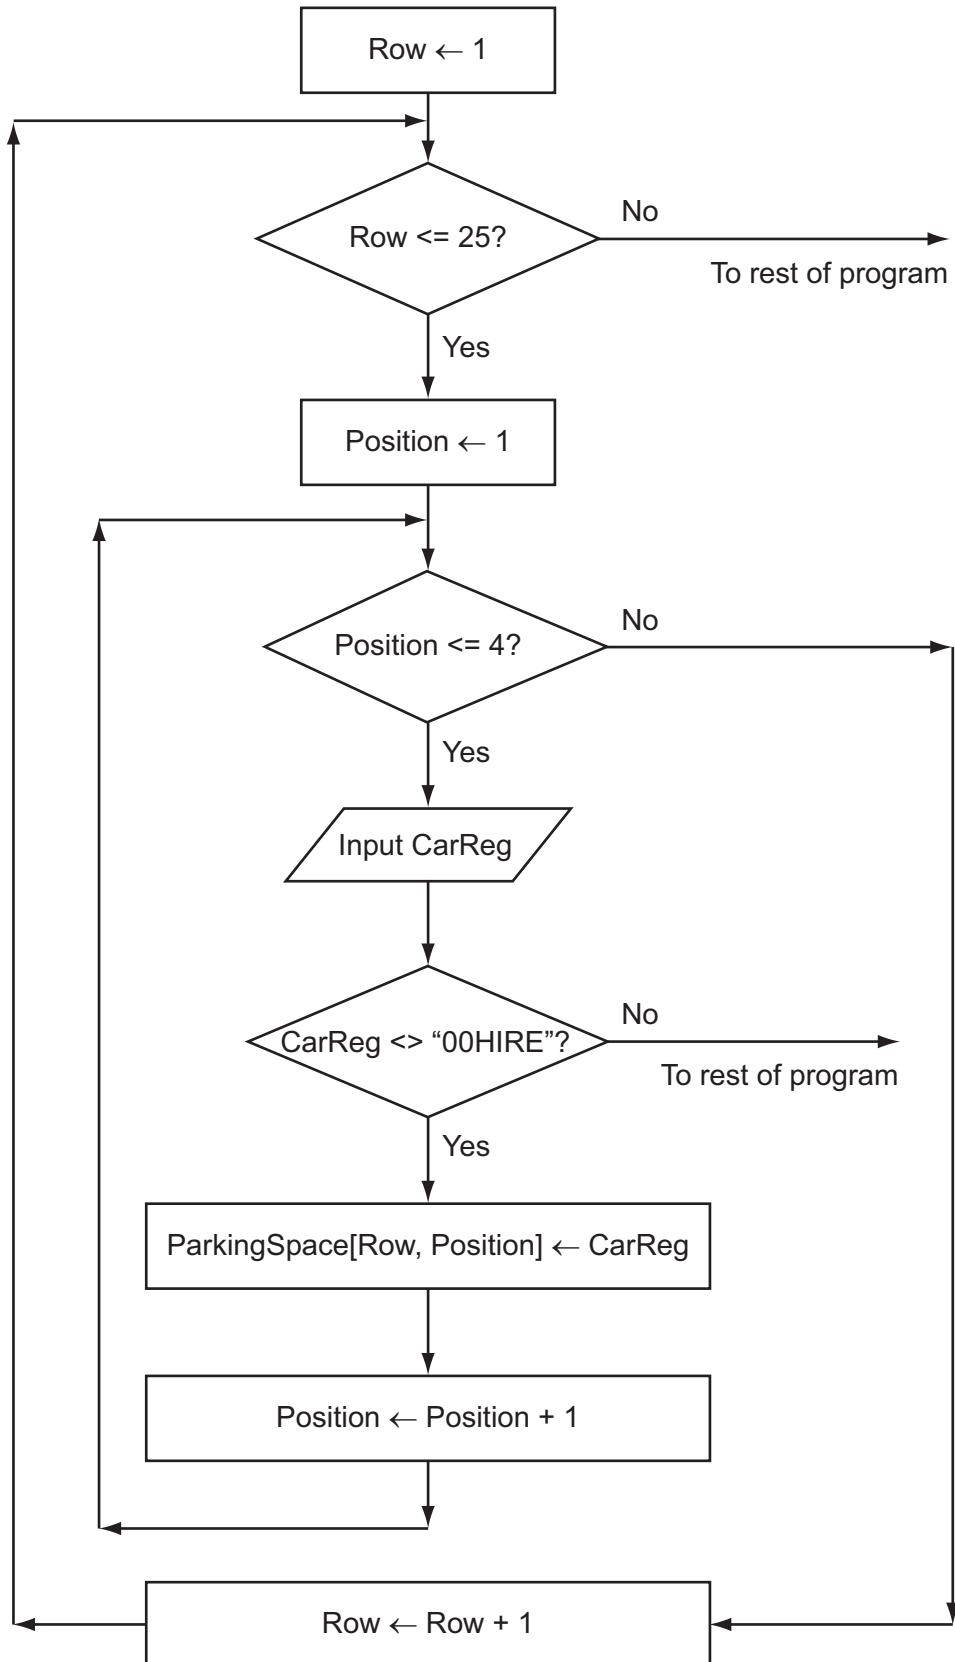 Row ← 1
Row <= 25?
No
To rest of program
Yes
Position ← 1
Position <= 4?
No
Yes
Input CarReg
CarReg <> “00HIRE”?
No
To rest of program
Yes
ParkingSpace[Row, Position] ← CarReg
Position ← Position + 1
Row ← Row + 1